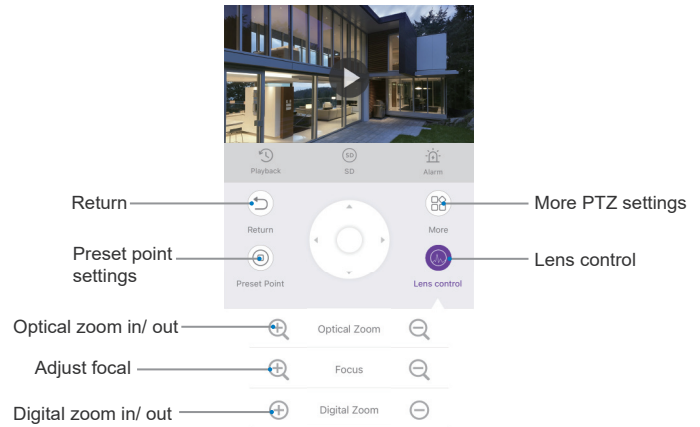 SD
Playback
SD
Alarm
Return
More PTZ settings
Return
More
Preset point
settings
Lens control
Preset Point
Lens control
Optical zoom in/ out
Optical Zoom
Adjust focal
Focus
Digital zoom in/ out
Digital Zoom